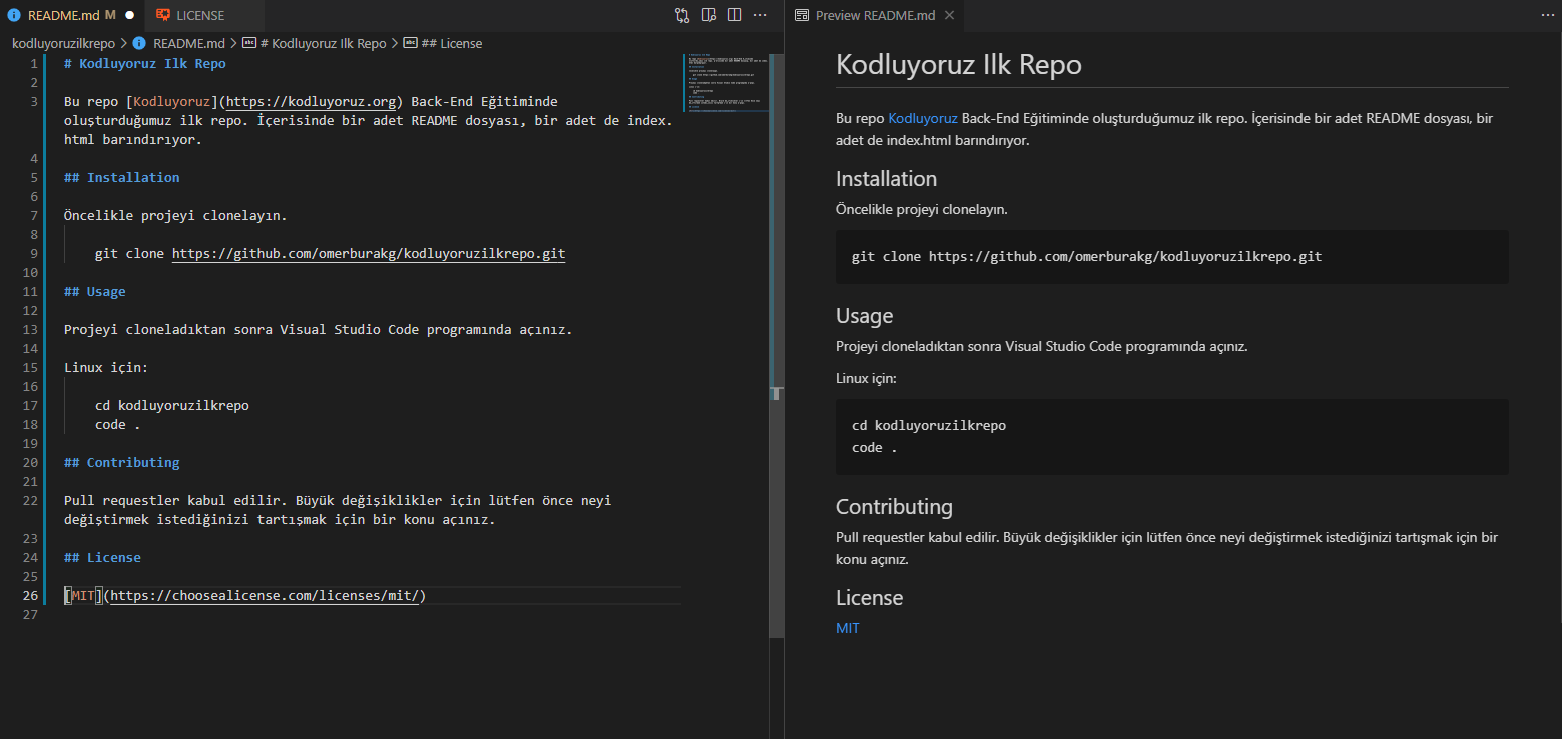 README.md M
LICENSE
kodluyoruzilkrepo > README.md > # Kodluyoruz Ilk Repo > ## License
1 # Kodluyoruz Ilk Repo
2
3 Bu repo [Kodluyoruz](https://kodluyoruz.org) Back-End Eğitiminde
oluşturduğumuz ilk repo. İçerisinde bir adet README dosyası, bir adet de index.
html barındırıyor.
4
5 ## Installation
6
7 Öncelikle projeyi clonelayın.
8
9 git clone https://github.com/omerburakg/kodluyoruzilkrepo.git
10
11 ## Usage
12
13 Projeyi cloneladıktan sonra Visual Studio Code programında açınız.
14
15 Linux için:
16
17 cd kodluyoruzilkrepo
18 code .
19
20 ## Contributing
21
22 Pull requestler kabul edilir. Büyük değişiklikler için lütfen önce neyi
değiştirmek istediğinizi tartışmak için bir konu açınız.
23
24 ## License
25
26 [MIT](https://choosealicense.com/licenses/mit/)
27
Preview README.md
Kodluyoruz Ilk Repo
Bu repo Kodluyoruz Back-End Eğitiminde oluşturduğumuz ilk repo. İçerisinde bir adet README dosyası, bir
adet de index.html barındırıyor.
Installation
Öncelikle projeyi clonelayın.
git clone https://github.com/omerburakg/kodluyoruzilkrepo.git
Usage
Projeyi cloneladıktan sonra Visual Studio Code programında açınız.
Linux için:
cd kodluyoruzilkrepo
code .
Contributing
Pull requestler kabul edilir. Büyük değişiklikler için lütfen önce neyi değiştirmek istediğinizi tartışmak için bir
konu açınız.
License
MIT